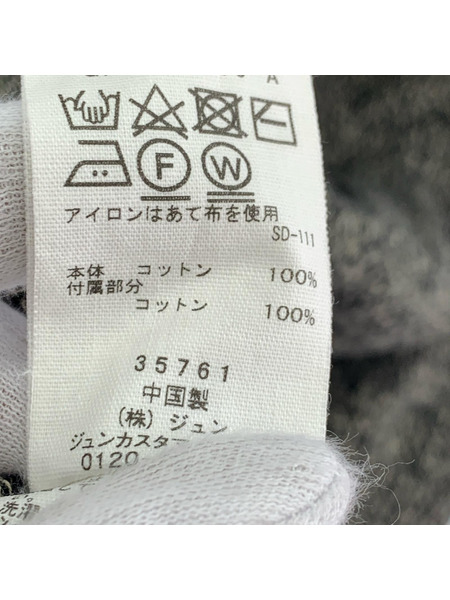 A
F
W
アイロンはあて布を使用
SD-111
本体 コットン 100%
付属部分
コットン 100%
35761
中国製
(株) ジュン
ジュンカスター
0120